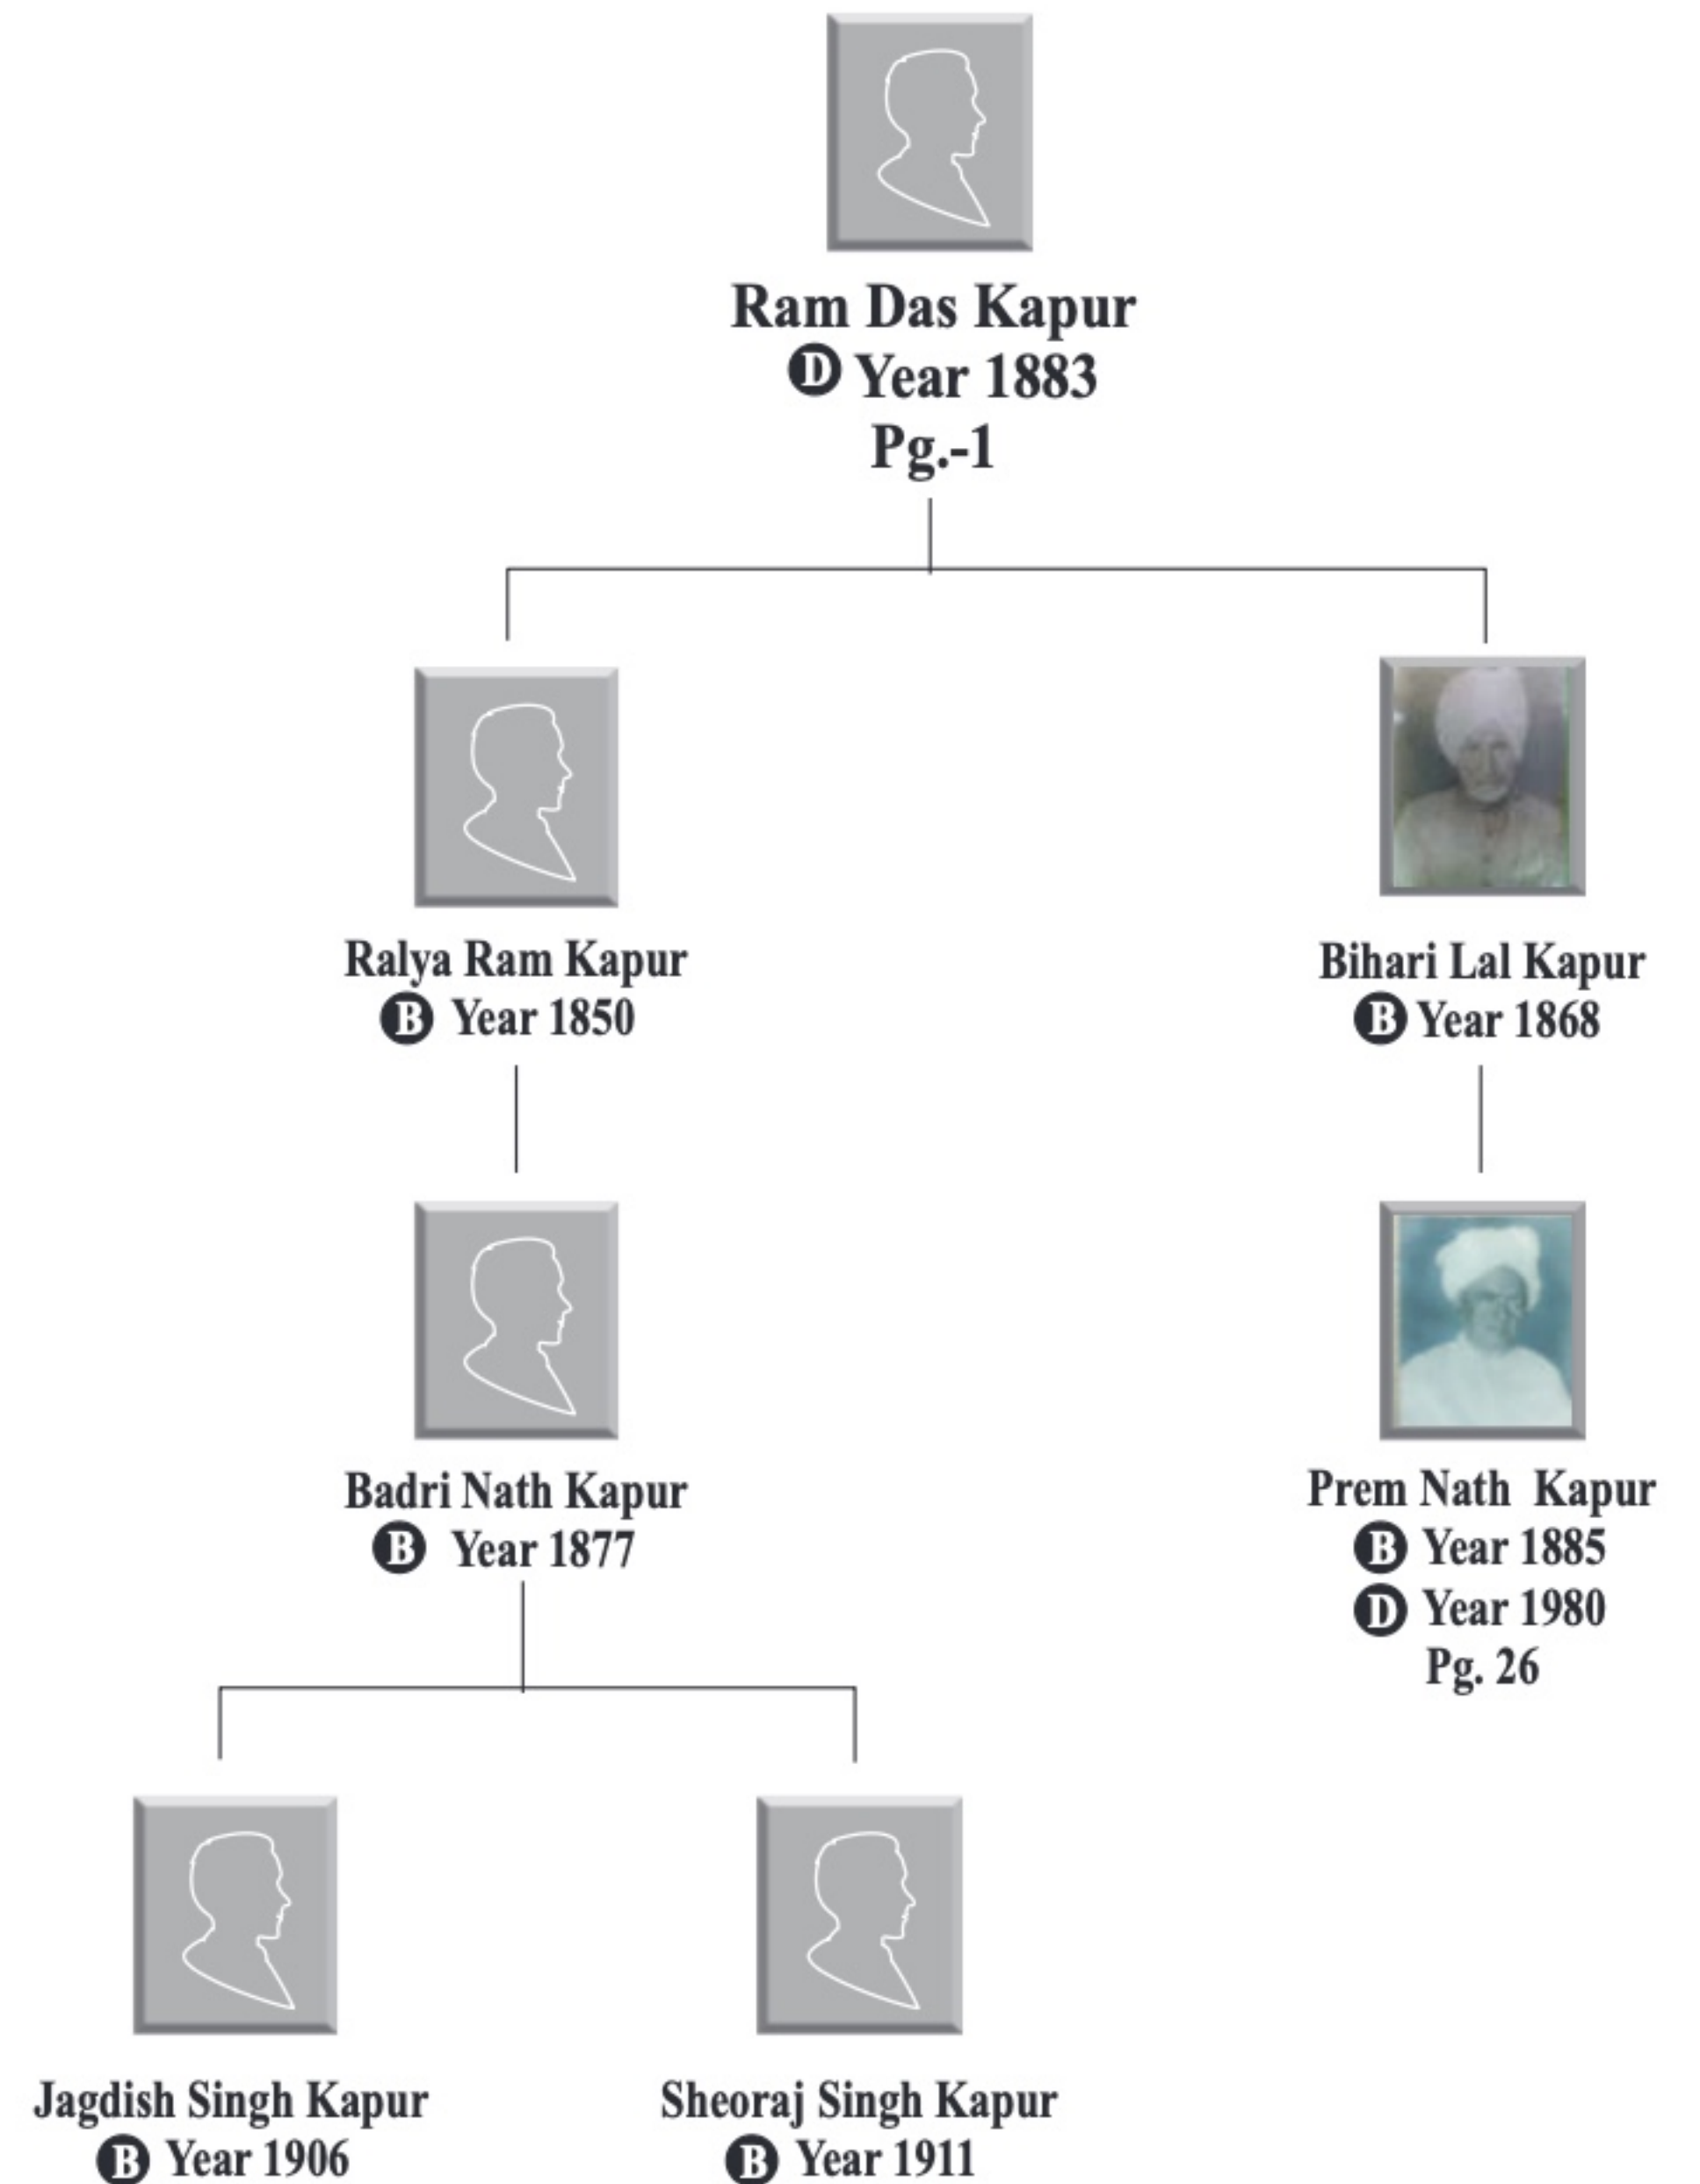 Ram Das Kapur
D Year 1883
Pg.-1
Ralya Ram Kapur
B Year 1850
Bihari Lal Kapur
B Year 1868
Badri Nath Kapur
B Year 1877
Prem Nath Kapur
B Year 1885
D Year 1980
Pg. 26
Jagdish Singh Kapur
B Year 1906
Sheoraj Singh Kapur
B Year 1911